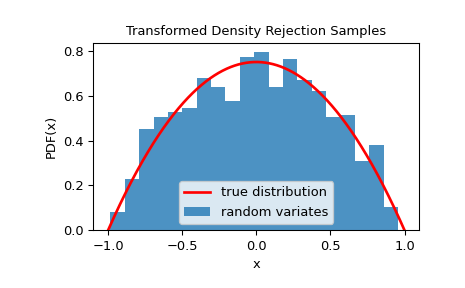 Transformed Density Rejection Samples
PDF(x)
0.8
0.6
0.4
0.2
0.0
true distribution
random variates
−1.0 −0.5 0.0 0.5 1.0
x